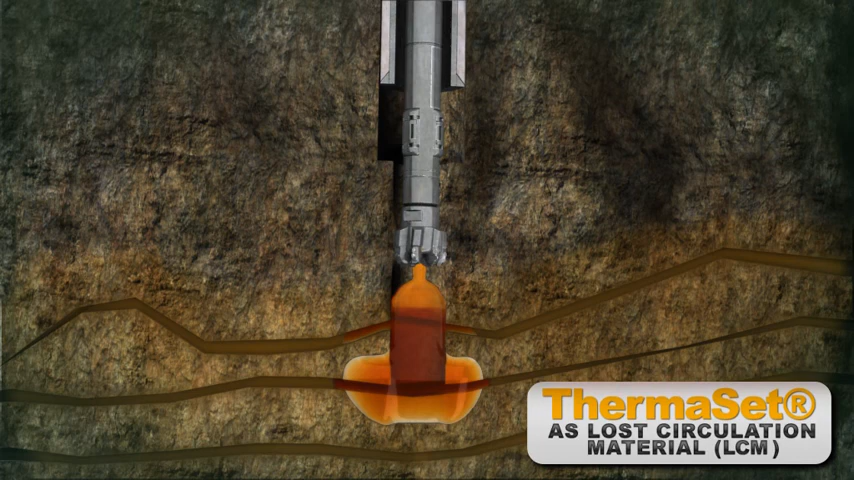 ThermaSet®
AS LOST CIRCULATION
MATERIAL (LCM)